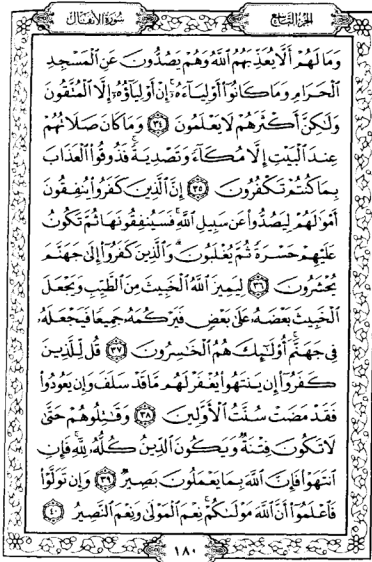 الجزء التاسع
سورة الأنفال
وَمَا لَهُمْ أَلَّا يُعَذِّبَهُمُ ٱللَّهُ وَهُمْ يَصُدُّونَ عَنِ ٱلْمَسْجِدِ
ٱلْحَرَامِ وَمَا كَانُوٓا۟ أَوْلِيَآءَهُۥٓ إِنْ أَوْلِيَآؤُهُۥٓ إِلَّا ٱلْمُتَّقُونَ
وَلَٰكِنَّ أَكْثَرَهُمْ لَا يَعْلَمُونَ ٣٤ وَمَا كَانَ صَلَاتُهُمْ
عِندَ ٱلْبَيْتِ إِلَّا مُكَآءً وَتَصْدِيَةً فَذُوقُوا۟ ٱلْعَذَابَ
بِمَا كُنتُمْ تَكْفُرُونَ ٣٥ إِنَّ ٱلَّذِينَ كَفَرُوا۟ يُنفِقُونَ
أَمْوَٰلَهُمْ لِيَصُدُّوا۟ عَن سَبِيلِ ٱللَّهِ فَسَيُنفِقُونَهَا ثُمَّ تَكُونُ
عَلَيْهِمْ حَسْرَةً ثُمَّ يُغْلَبُونَ وَٱلَّذِينَ كَفَرُوٓا۟ إِلَىٰ جَهَنَّمَ
يُحْشَرُونَ ٣٦ لِيَمِيزَ ٱللَّهُ ٱلْخَبِيثَ مِنَ ٱلطَّيِّبِ وَيَجْعَلَ
ٱلْخَبِيثَ بَعْضَهُۥ عَلَىٰ بَعْضٍ فَيَرْكُمَهُۥ جَمِيعًا فَيَجْعَلَهُۥ
فِى جَهَنَّمَ أُو۟لَٰٓئِكَ هُمُ ٱلْخَٰسِرُونَ ٣٧ قُل لِّلَّذِينَ
كَفَرُوٓا۟ إِن يَنتَهُوا۟ يُغْفَرْ لَهُم مَّا قَدْ سَلَفَ وَإِن يَعُودُوا۟
فَقَدْ مَضَتْ سُنَّتُ ٱلْأَوَّلِينَ ٣٨ وَقَٰتِلُوهُمْ حَتَّىٰ
لَا تَكُونَ فِتْنَةٌ وَيَكُونَ ٱلدِّينُ كُلُّهُۥ لِلَّهِ فَإِنِ
ٱنتَهَوْا۟ فَإِنَّ ٱللَّهَ بِمَا يَعْمَلُونَ بَصِيرٌ ٣٩ وَإِن تَوَلَّوْا۟
فَٱعْلَمُوٓا۟ أَنَّ ٱللَّهَ مَوْلَىٰكُمْ نِعْمَ ٱلْمَوْلَىٰ وَنِعْمَ ٱلنَّصِيرُ ٤٠
١٨٠